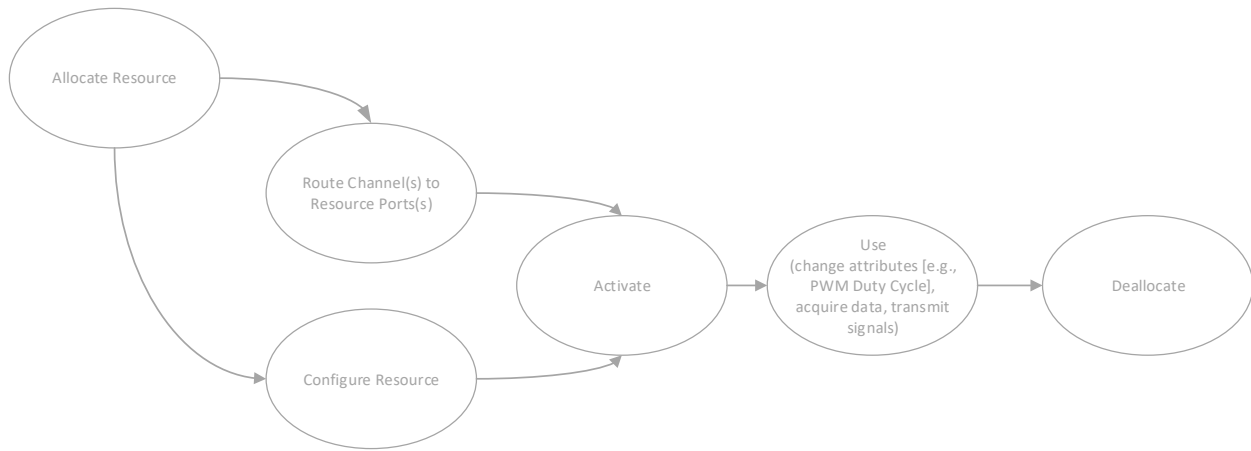 Allocate Resource
Route Channel(s) to
Resource Ports(s)
Configure Resource
Activate
Use
(change attributes [e.g.,
PWM Duty Cycle],
acquire data, transmit
signals)
Deallocate